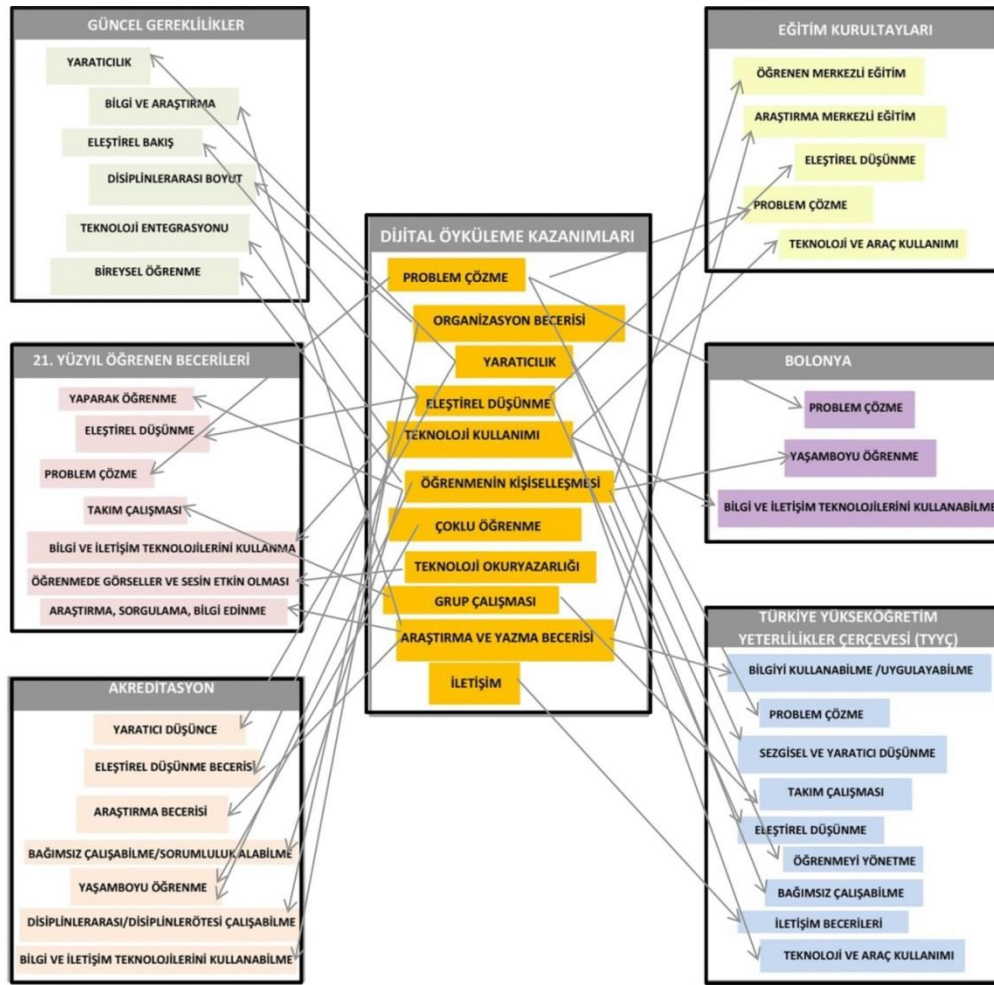 GÜNCEL GEREKLİLİKLER
YARATICILIK
BİLGİ VE ARAŞTIRMA
ELEŞTİREL BAKIŞ
DİSİPLİNLERARASI BOYUT
TEKNOLOJİ ENTEGRASYONU
BİREYSEL ÖĞRENME
21. YÜZYIL ÖĞRENEN BECERİLERİ
YAPARAK ÖĞRENME
ELEŞTİREL DÜŞÜNME
PROBLEM ÇÖZME
TAKIM ÇALIŞMASI
BİLGİ VE İLETİŞİM TEKNOLOJİLERİNİ KULLANMA
ÖĞRENMEDE GÖRSELLER VE SESİN ETKİN OLMASI
ARAŞTIRMA, SORGULAMA, BİLGİ EDİNME
AKREDİTASYON
YARATICI DÜŞÜNCE
ELEŞTİREL DÜŞÜNME BECERİSİ
ARAŞTIRMA BECERİSİ
BAĞIMSIZ ÇALIŞABİLME/SORUMLULUK ALABİLME
YAŞAMBOYU ÖĞRENME
DISİPLİNLERARASI/DISİPLİNLERÖTESİ ÇALIŞABİLME
BİLGİ VE İLETİŞİM TEKNOLOJİLERİNİ KULLANABİLME
DİJİTAL ÖYKÜLEME KAZANIMLARI
PROBLEM ÇÖZME
ORGANİZASYON BECERİSİ
YARATICILIK
ELEŞTİREL DÜŞÜNME
TEKNOLOJİ KULLANIMI
ÖĞRENMENİN KİŞİSELLEŞMESİ
ÇOKLU ÖĞRENME
TEKNOLOJİ OKURYAZARLIĞI
GRUP ÇALIŞMASI
ARAŞTIRMA VE YAZMA BECERİSİ
İLETİŞİM
EĞİTİM KURULTAYLARI
ÖĞRENEN MERKEZLİ EĞİTİM
ARAŞTIRMA MERKEZLİ EĞİTİM
ELEŞTİREL DÜŞÜNME
PROBLEM ÇÖZME
TEKNOLOJİ VE ARAÇ KULLANIMI
BOLONYA
PROBLEM ÇÖZME
YAŞAMBOYU ÖĞRENME
BİLGİ VE İLETİŞİM TEKNOLOJİLERİNİ KULLANABİLME
TÜRKİYE YÜKSEKÖĞRETİM
YETERLİLİKLER ÇERÇEVESİ (TYYÇ)
BİLGİYİ KULLANABİLME /UYGULAYABİLME
PROBLEM ÇÖZME
SEZGİSEL VE YARATICI DÜŞÜNME
TAKIM ÇALIŞMASI
ELEŞTİREL DÜŞÜNME
ÖĞRENMEYİ YÖNETME
BAĞIMSIZ ÇALIŞABİLME
İLETİŞİM BECERİLERİ
TEKNOLOJİ VE ARAÇ KULLANIMI